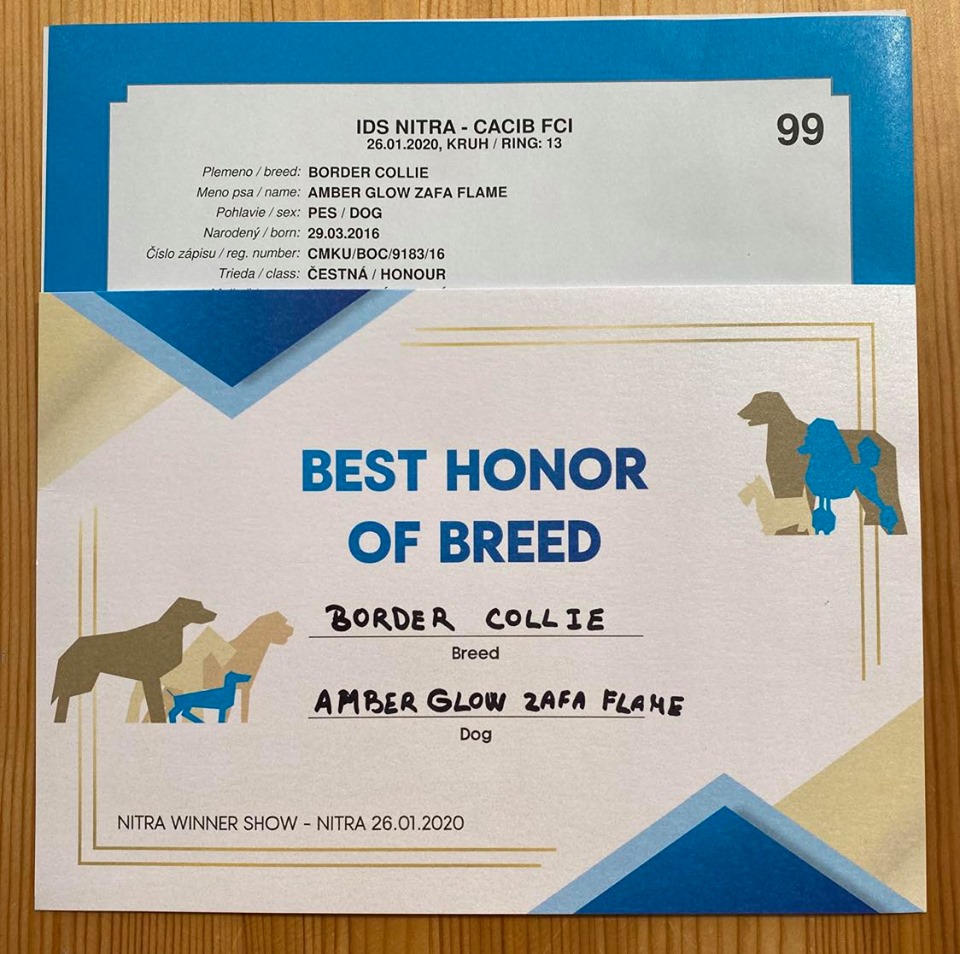 IDS NITRA - CACIB FCI
99
26.01.2020, KRUH / RING: 13
Plemeno / breed: BORDER COLLIE
Meno psa / name: AMBER GLOW ZAFA FLAME
Pohlavie / sex: PES / DOG
Narodený / born: 29.03.2016
Číslo zápisu / reg. number: CMKU/BOC/9183/16
Trieda / class: ČESTNÁ / HONOUR
BEST HONOR
OF BREED
BORDER COLLIE
Breed
AMBER GLOW ZAFA FLAME
Dog
NITRA WINNER SHOW - NITRA 26.01.2020